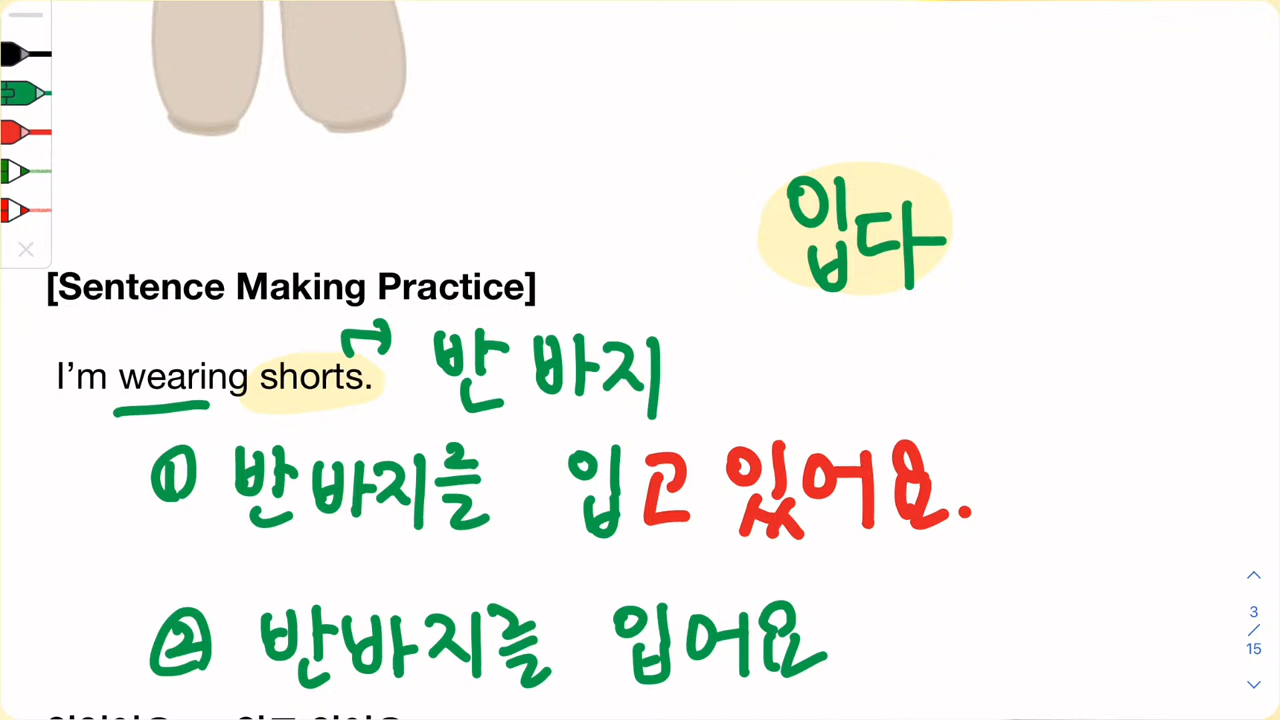 입다
[Sentence Making Practice]
I'm wearing shorts. → 반바지
① 반바지를 입고 있어요.
② 반바지를 입어요
3
/
15